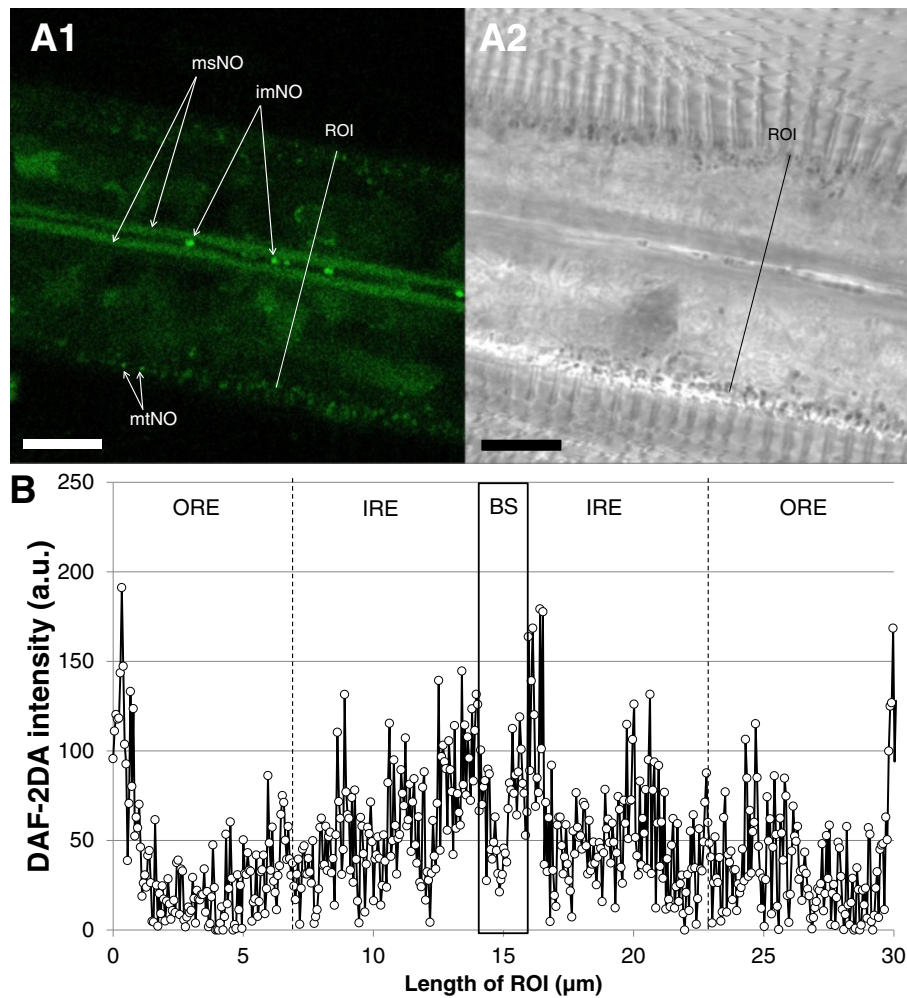 A1
A2
msNO
imNO
ROI
ROI
mtNO
B
250
200
150
100
50
0
ORE
IRE
BS
IRE
ORE
DAF-2DA intensity (a.u.)
0
5
10
15
20
25
30
Length of ROI (µm)